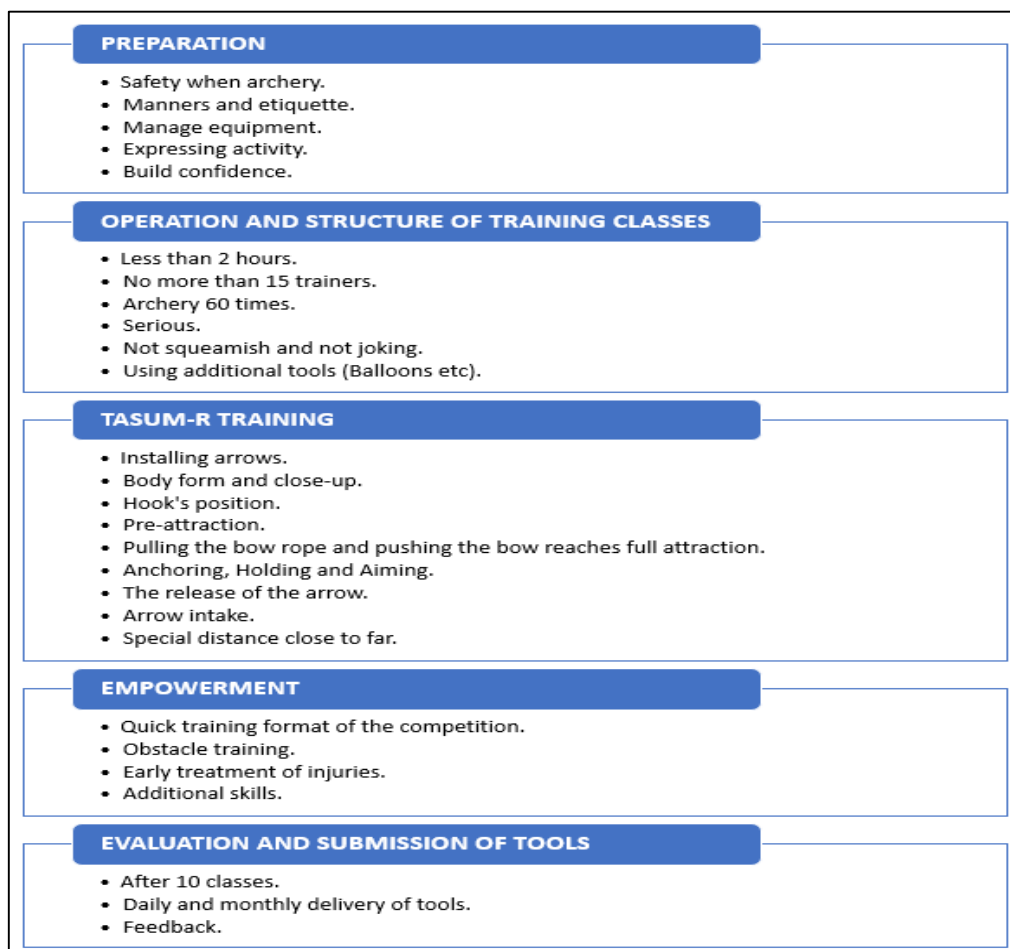 PREPARATION
• Safety when archery.
• Manners and etiquette.
• Manage equipment.
• Expressing activity.
• Build confidence.
OPERATION AND STRUCTURE OF TRAINING CLASSES
• Less than 2 hours.
• No more than 15 trainers.
• Archery 60 times.
• Serious.
• Not squeamish and not joking.
• Using additional tools (Balloons etc).
TASUM-R TRAINING
• Installing arrows.
• Body form and close-up.
• Hook's position.
• Pre-attraction.
• Pulling the bow rope and pushing the bow reaches full attraction.
• Anchoring, Holding and Aiming.
• The release of the arrow.
• Arrow intake.
• Special distance close to far.
EMPOWERMENT
• Quick training format of the competition.
• Obstacle training.
• Early treatment of injuries.
• Additional skills.
EVALUATION AND SUBMISSION OF TOOLS
• After 10 classes.
• Daily and monthly delivery of tools.
• Feedback.